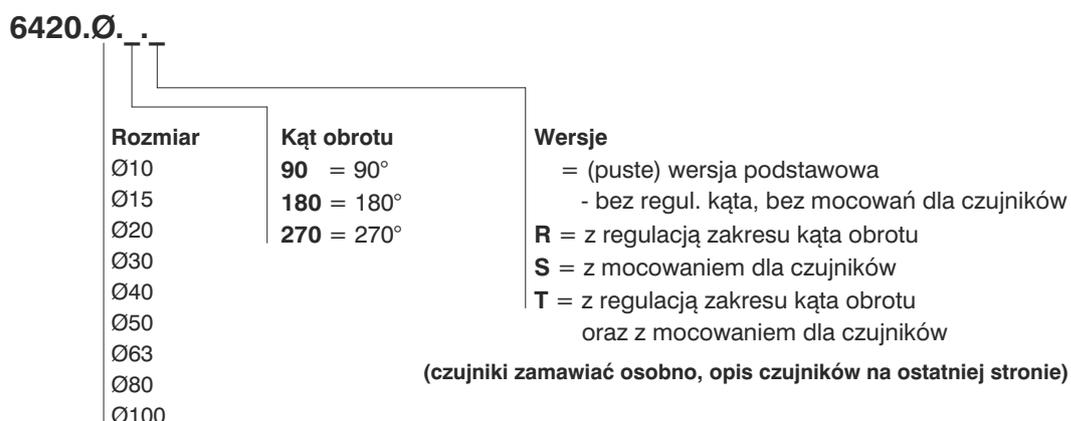 6420.Ø._._
Rozmiar
Ø10
Ø15
Ø20
Ø30
Ø40
Ø50
Ø63
Ø80
Ø100
Kąt obrotu
90 = 90°
180 = 180°
270 = 270°
Wersje
= (puste) wersja podstawowa
- bez regul. kąta, bez mocowań dla czujników
R = z regulacją zakresu kąta obrotu
S = z mocowaniem dla czujników
T = z regulacją zakresu kąta obrotu
oraz z mocowaniem dla czujników
(czujniki zamawiać osobno, opis czujników na ostatniej stronie)